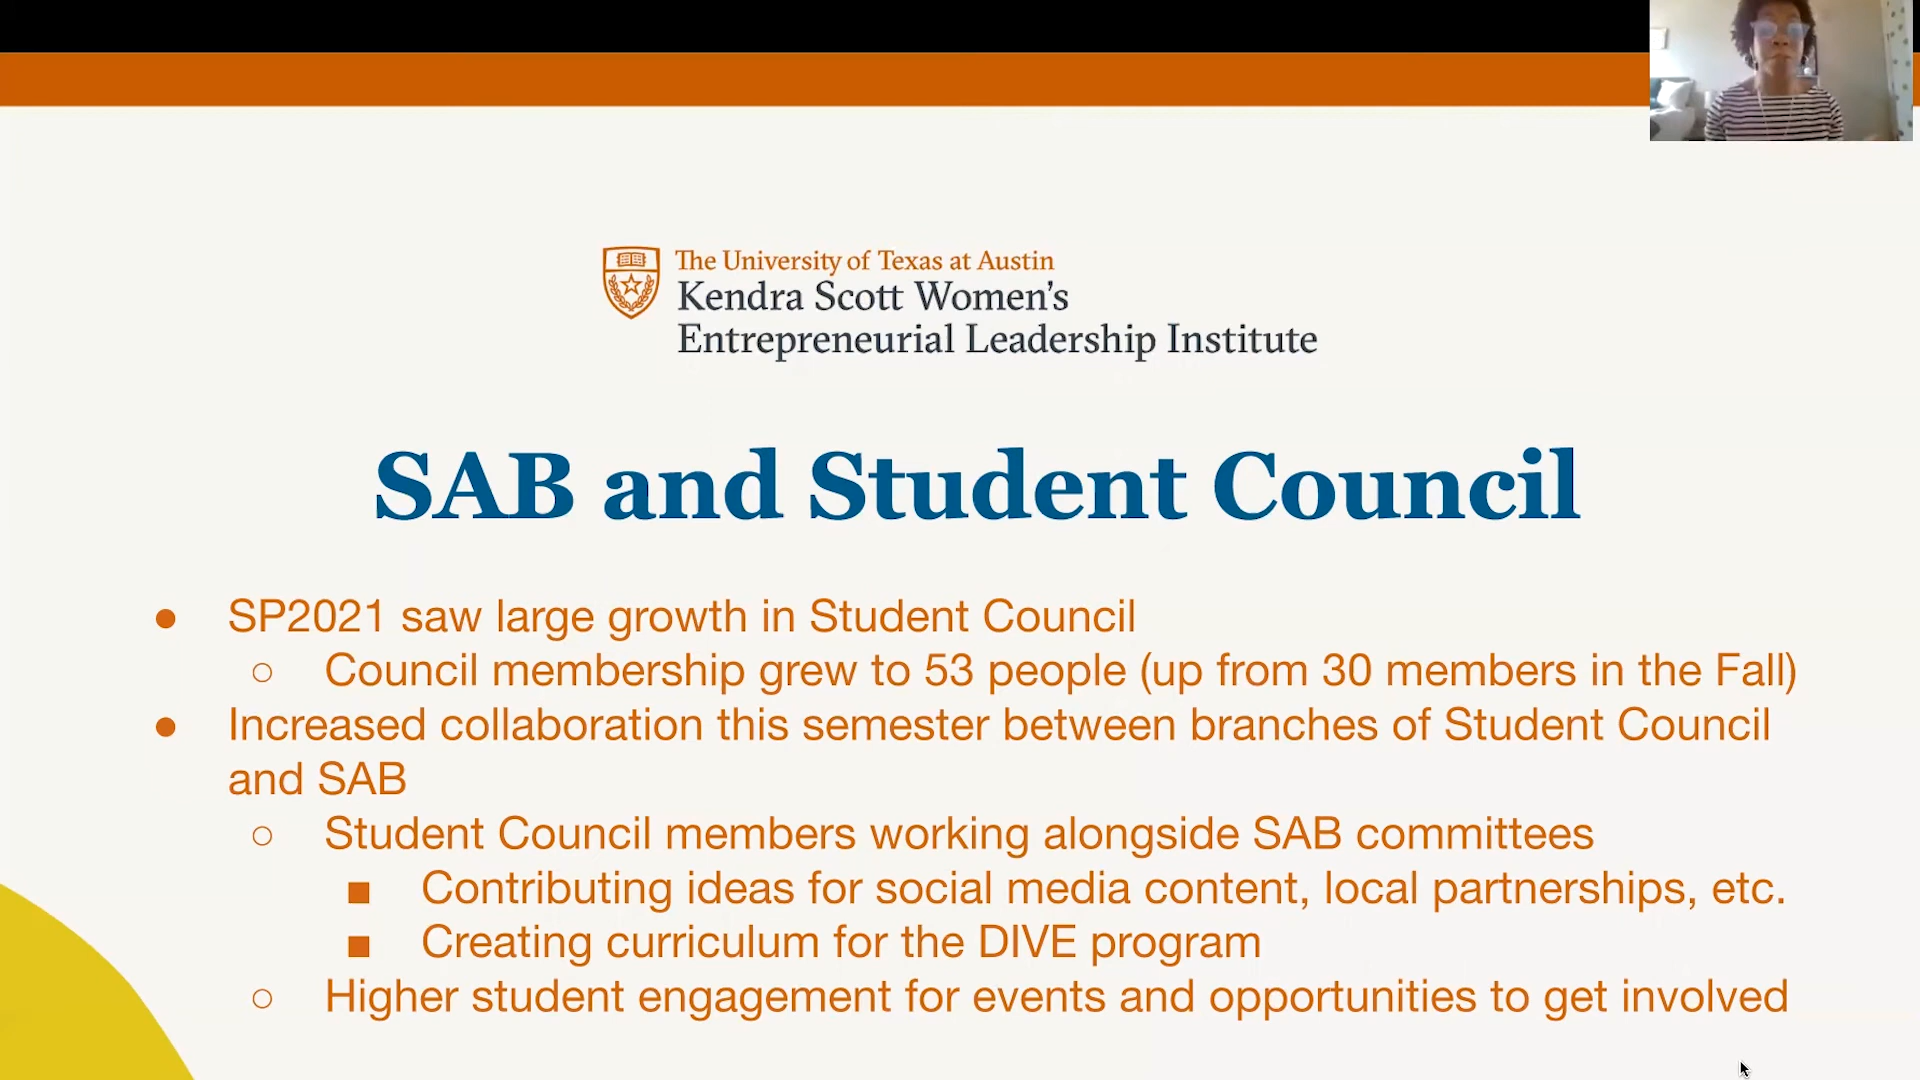 The University of Texas at Austin
Kendra Scott Women’s
Entrepreneurial Leadership Institute
SAB and Student Council
● SP2021 saw large growth in Student Council
○ Council membership grew to 53 people (up from 30 members in the Fall)
● Increased collaboration this semester between branches of Student Council
and SAB
○ Student Council members working alongside SAB committees
■ Contributing ideas for social media content, local partnerships, etc.
■ Creating curriculum for the DIVE program
○ Higher student engagement for events and opportunities to get involved